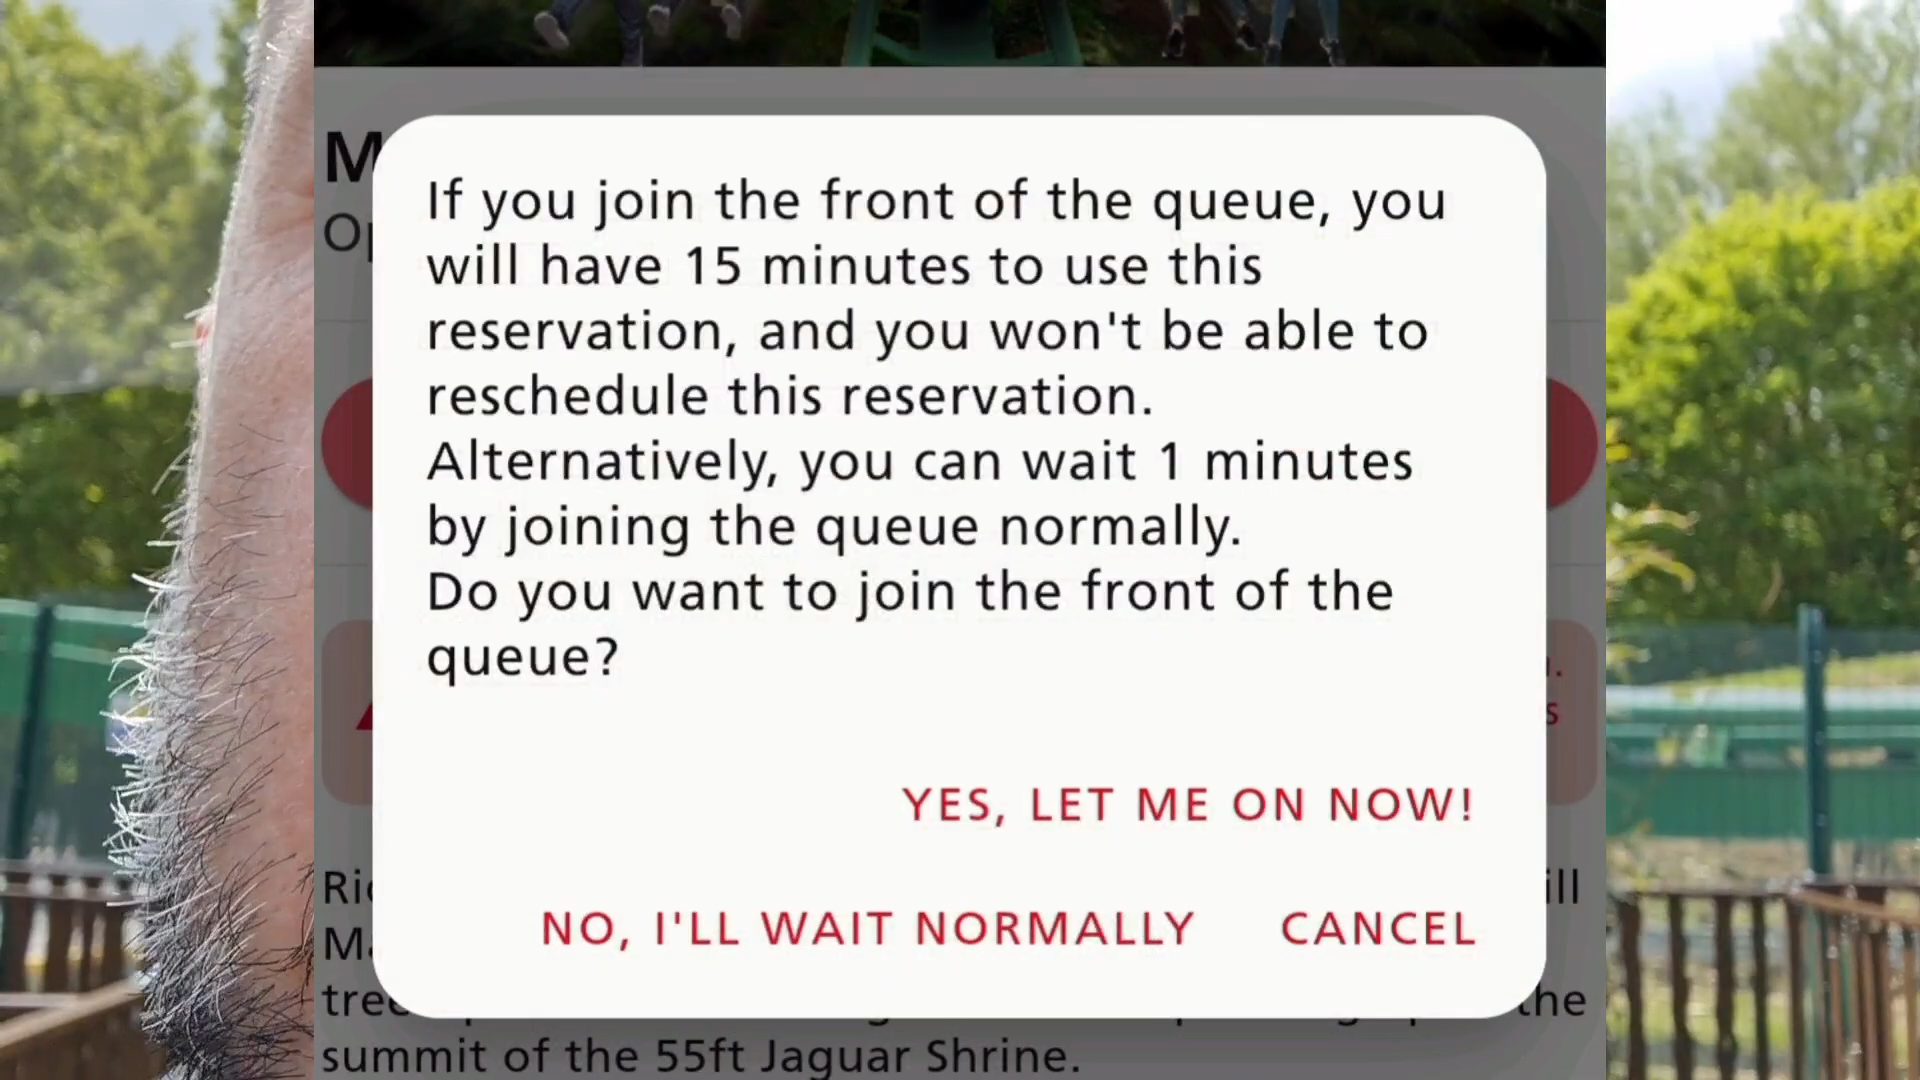 If you join the front of the queue, you
will have 15 minutes to use this
reservation, and you won't be able to
reschedule this reservation.
Alternatively, you can wait 1 minutes
by joining the queue normally.
Do you want to join the front of the
queue?
YES, LET ME ON NOW!
NO, I'LL WAIT NORMALLY CANCEL
the
summit of the 55ft Jaguar Shrine.